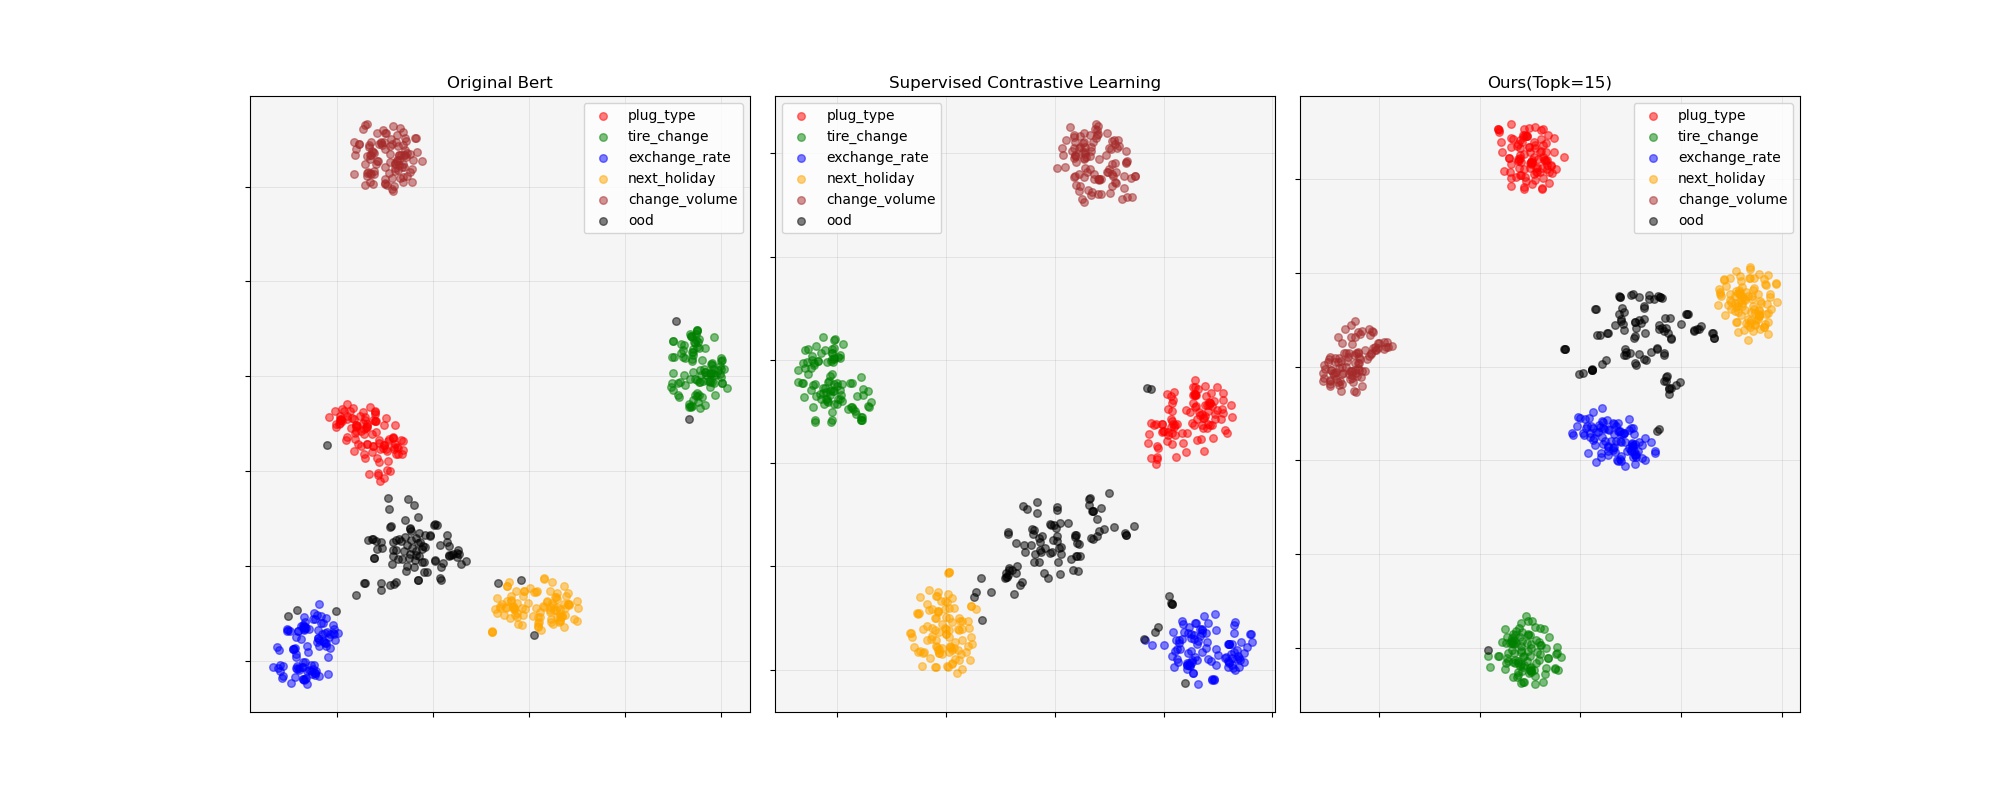 Original Bert
plug_type
tire_change
exchange_rate
next_holiday
change_volume
ood
Supervised Contrastive Learning
plug_type
tire_change
exchange_rate
next_holiday
change_volume
ood
Ours(Topk=15)
plug_type
tire_change
exchange_rate
next_holiday
change_volume
ood